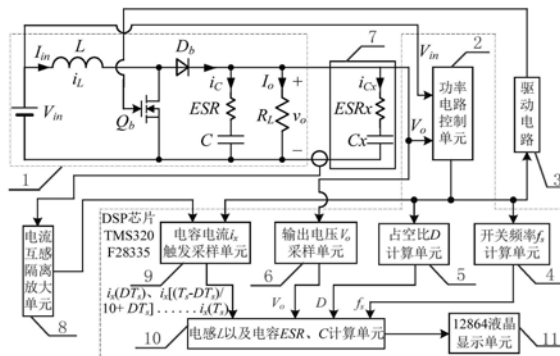 I_in
L
D_b
7
i_L
i_C
I_o
+
i_Cx
V_in
2
ESR
ESRx
功率电路控制单元
驱动电路
V_in
Q_b
R_L
v_o
C
Cx
V_o
−
1
3
DSP芯片
TMS320
F28335
电流互感隔离放大单元
电容电流i_x
触发采样单元
输出电压V_o
采样单元
占空比D
计算单元
开关频率f_s
计算单元
9
6
5
4
8
i_x(DT_s)、i_x[(T_s-DT_s)/
10+DT_s]......i_x(T_s)
V_o
D
f_s
10
电感L以及电容ESR、C计算单元
12864液晶
显示单元
11